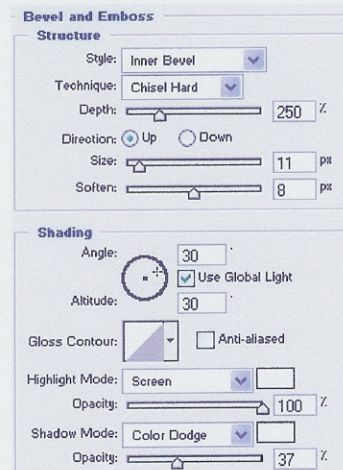 Bevel and Emboss
Structure
Style: Inner Bevel
Technique: Chisel Hard
Depth: 250 %
Direction: Up Down
Size: 11 px
Soften: 8 px
Shading
Angle: 30 °
Use Global Light
Altitude: 30 °
Gloss Contour: Anti-aliased
Highlight Mode: Screen
Opacity: 100 %
Shadow Mode: Color Dodge
Opacity: 37 %